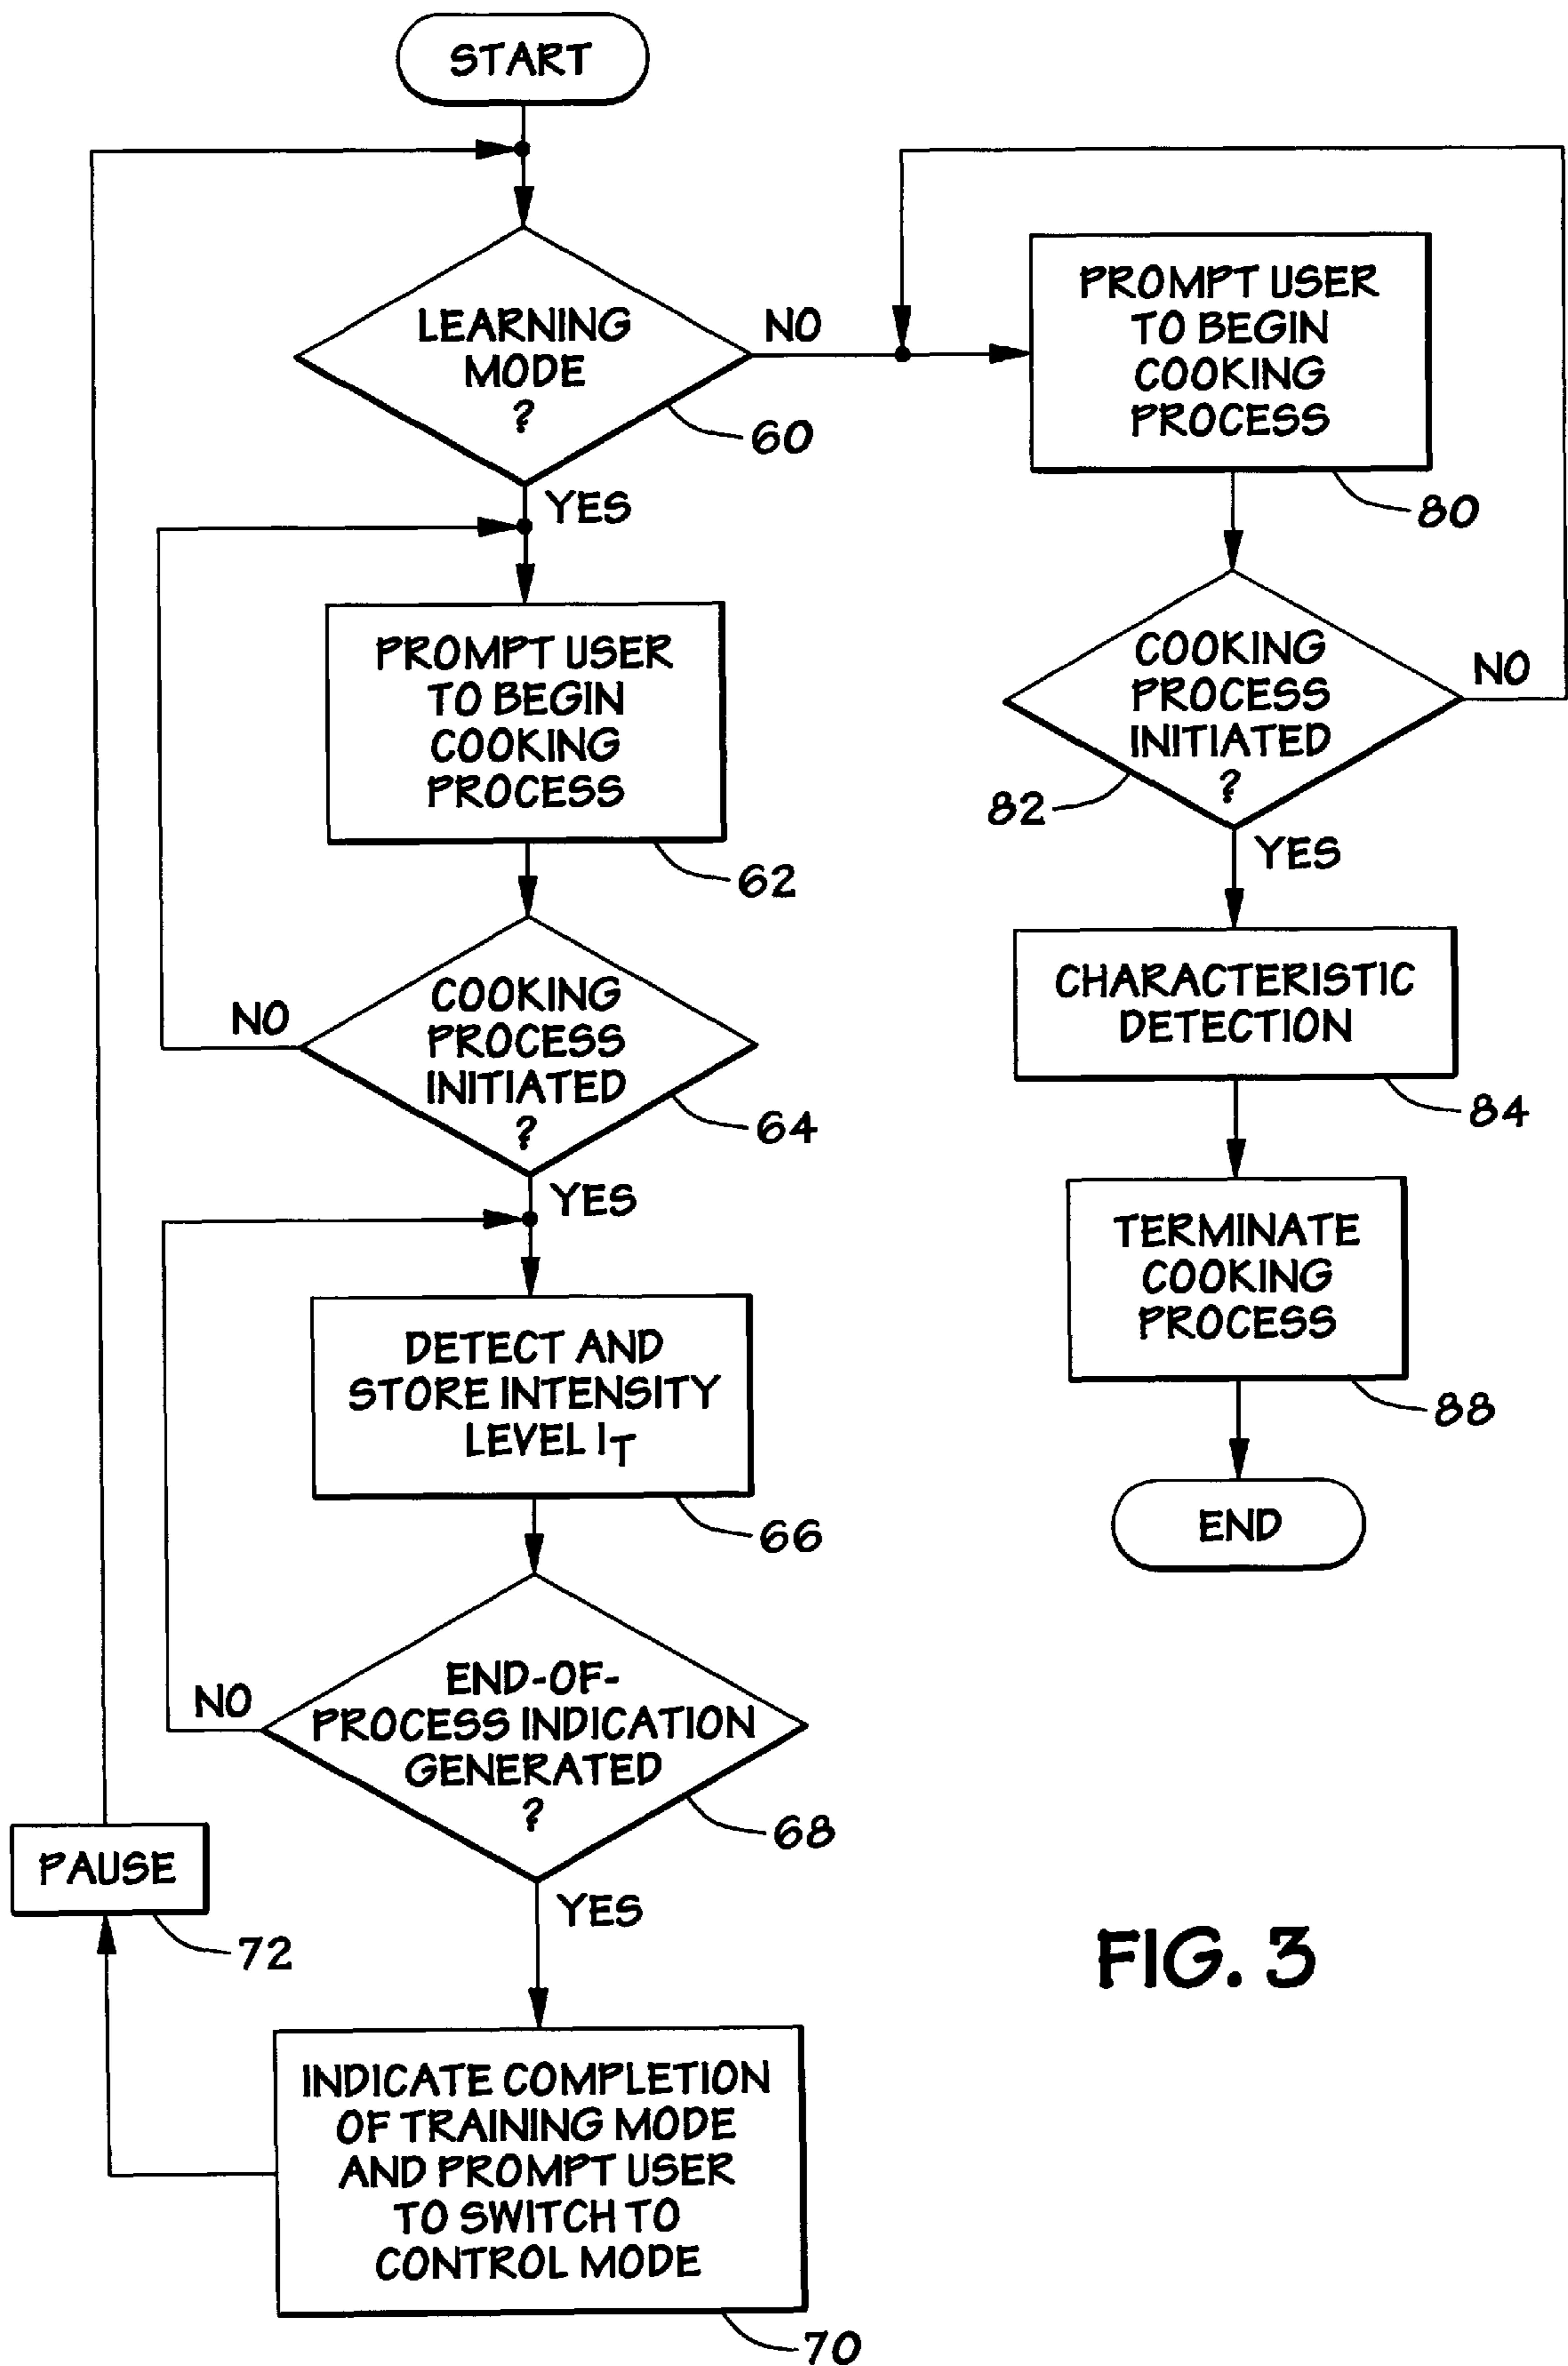 START
LEARNING
MODE
?
60
NO
YES
PROMPT USER
TO BEGIN
COOKING
PROCESS
62
COOKING
PROCESS
INITIATED
?
64
NO
YES
DETECT AND
STORE INTENSITY
LEVEL IT
66
END-OF-
PROCESS INDICATION
GENERATED
?
68
NO
YES
INDICATE COMPLETION
OF TRAINING MODE
AND PROMPT USER
TO SWITCH TO
CONTROL MODE
70
PAUSE
72
PROMPT USER
TO BEGIN
COOKING
PROCESS
80
COOKING
PROCESS
INITIATED
?
82
NO
YES
CHARACTERISTIC
DETECTION
84
TERMINATE
COOKING
PROCESS
88
END
FIG. 3